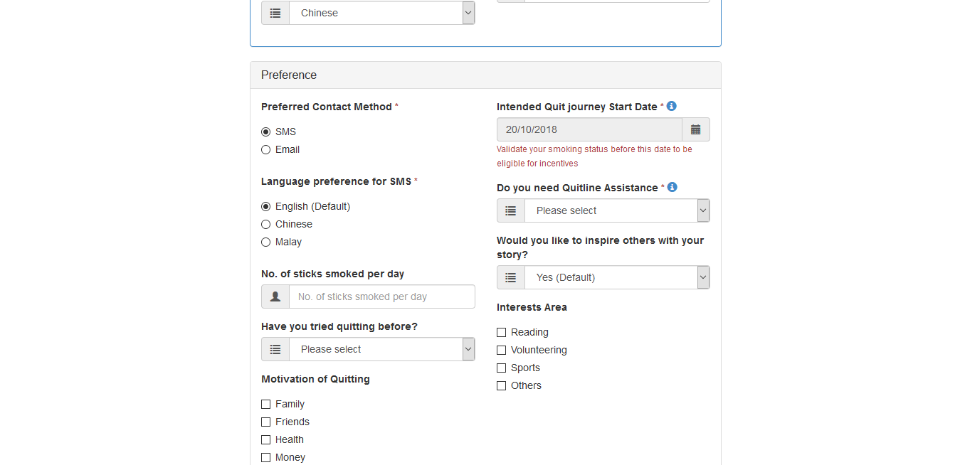 Chinese
Preference
Preferred Contact Method *
SMS
Email
Language preference for SMS *
English (Default)
Chinese
Malay
No. of sticks smoked per day
No. of sticks smoked per day
Have you tried quitting before?
Please select
Motivation of Quitting
Family
Friends
Health
Money
Intended Quit journey Start Date *
20/10/2018
Validate your smoking status before this date to be
eligible for incentives
Do you need Quitline Assistance *
Please select
Would you like to inspire others with your
story?
Yes (Default)
Interests Area
Reading
Volunteering
Sports
Others